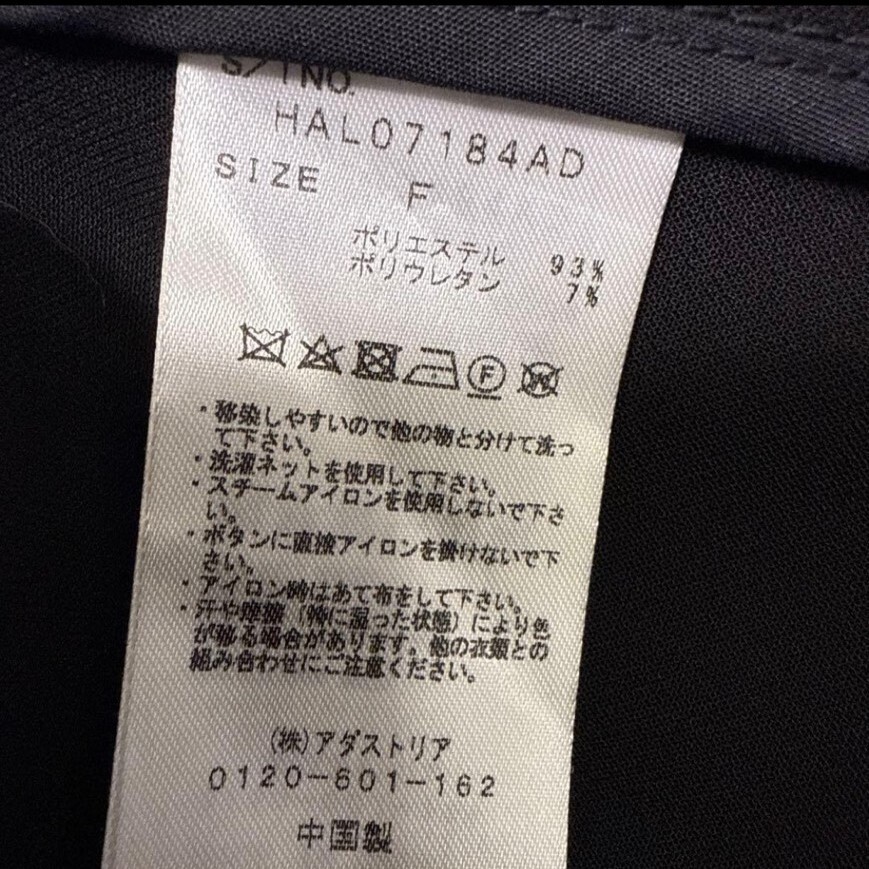 S/TNO.
HAL07184AD
SIZE F
ポリエステル 93%
ポリウレタン 7%
F W
・移染しやすいので他の物と分けて洗っ
て下さい。
・洗濯ネットを使用して下さい。
・スチームアイロンを使用しないで下さ
い。
・ボタンに直接アイロンを掛けないで下
さい。
・アイロン時はあて布をして下さい。
・汗や摩擦（特に湿った状態）により色
が移る場合があります。他の衣類との
組み合わせにご注意ください。
(株)アダストリア
0120-601-162
中国製